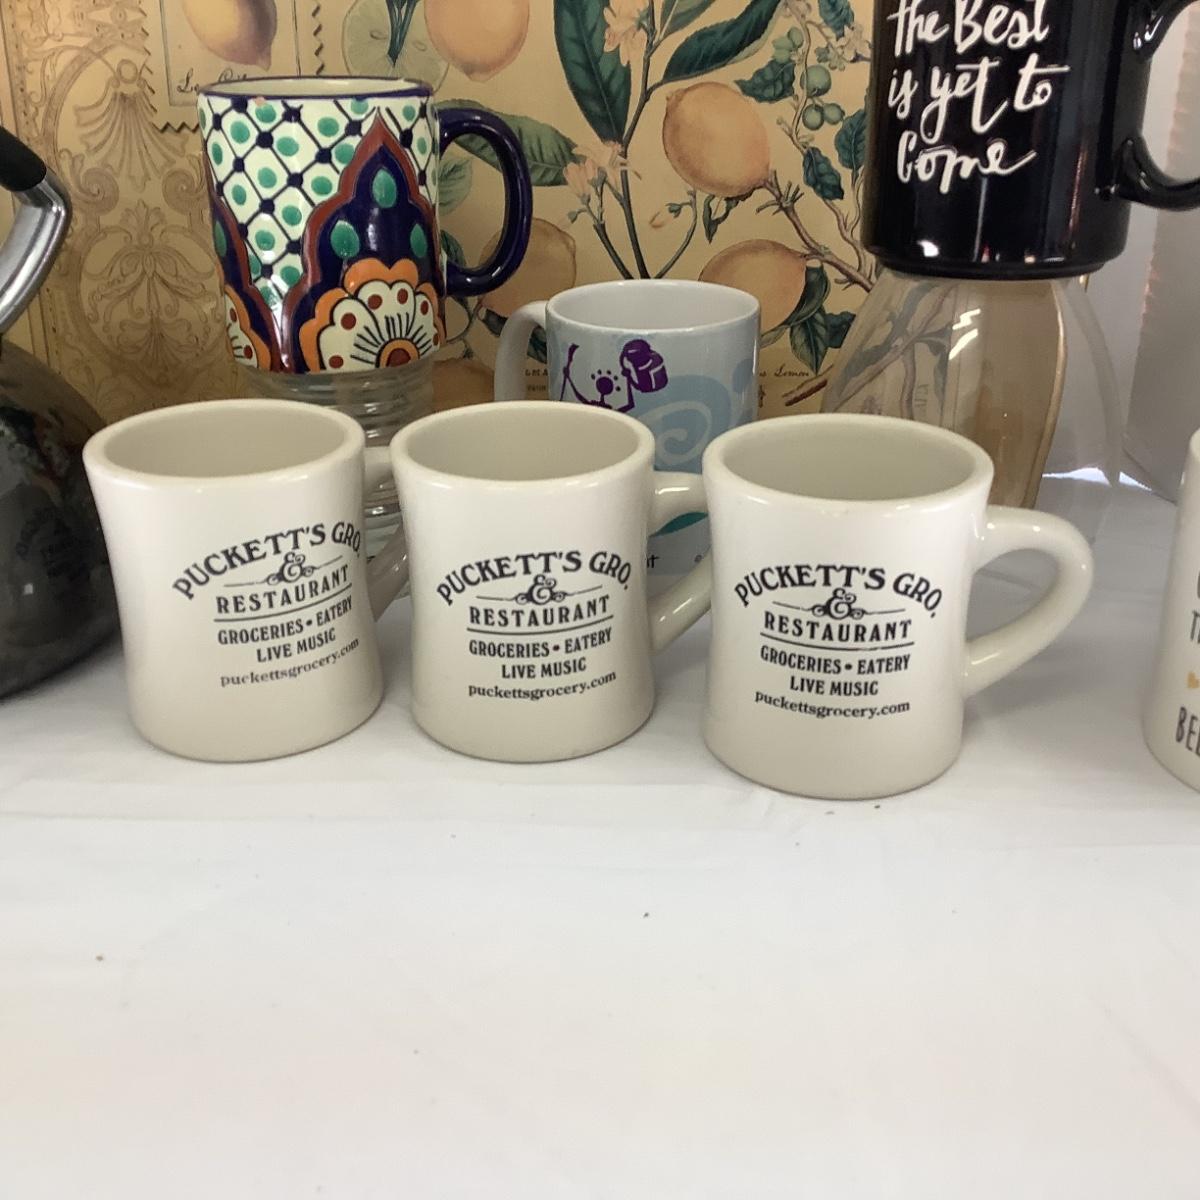 the Best
is yet to
Come
PUCKETT'S GRO.
&
RESTAURANT
GROCERIES • EATERY
LIVE MUSIC
puckettsgrocery.com
PUCKETT'S GRO.
&
RESTAURANT
GROCERIES • EATERY
LIVE MUSIC
puckettsgrocery.com
PUCKETT'S GRO.
&
RESTAURANT
GROCERIES • EATERY
LIVE MUSIC
puckettsgrocery.com